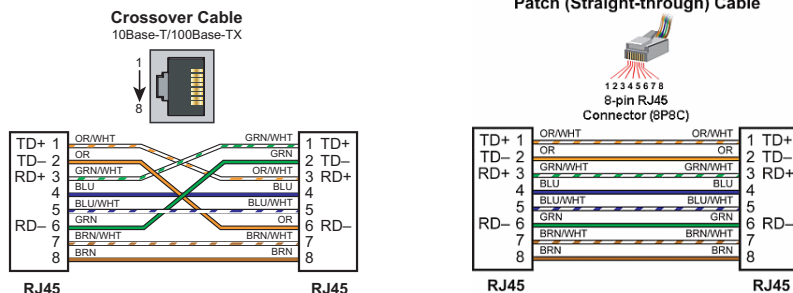 Crossover Cable
10Base-T/100Base-TX
1
8
TD+ 1 OR/WHT GRN/WHT 1 TD+
TD– 2 OR GRN 2 TD–
RD+ 3 GRN/WHT OR/WHT 3 RD+
4 BLU BLU 4
5 BLU/WHT BLU/WHT 5
RD– 6 GRN OR 6 RD–
7 BRN/WHT BRN/WHT 7
8 BRN BRN 8
RJ45 RJ45
Patch (Straight-through) Cable
1 2 3 4 5 6 7 8
8-pin RJ45
Connector (8P8C)
TD+ 1 OR/WHT OR/WHT 1 TD+
TD– 2 OR OR 2 TD–
RD+ 3 GRN/WHT GRN/WHT 3 RD+
4 BLU BLU 4
5 BLU/WHT BLU/WHT 5
RD– 6 GRN GRN 6 RD–
7 BRN/WHT BRN/WHT 7
8 BRN BRN 8
RJ45 RJ45